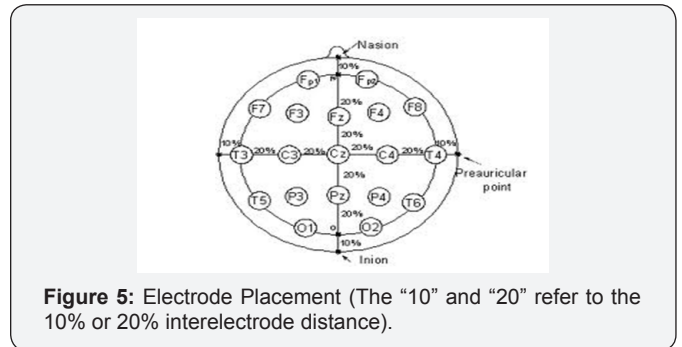 Nasion
10%
Fp1 N Fp2
20%
F7 F3 Fz F4 F8
20%
10% 20% 20% 20% 20% 10%
T3 C3 Cz C4 T4
20%
Preauricular
point
T5 P3 Pz P4 T6
20%
O1 O O2
10%
Inion
Figure 5: Electrode Placement (The “10” and “20” refer to the
10% or 20% interelectrode distance).